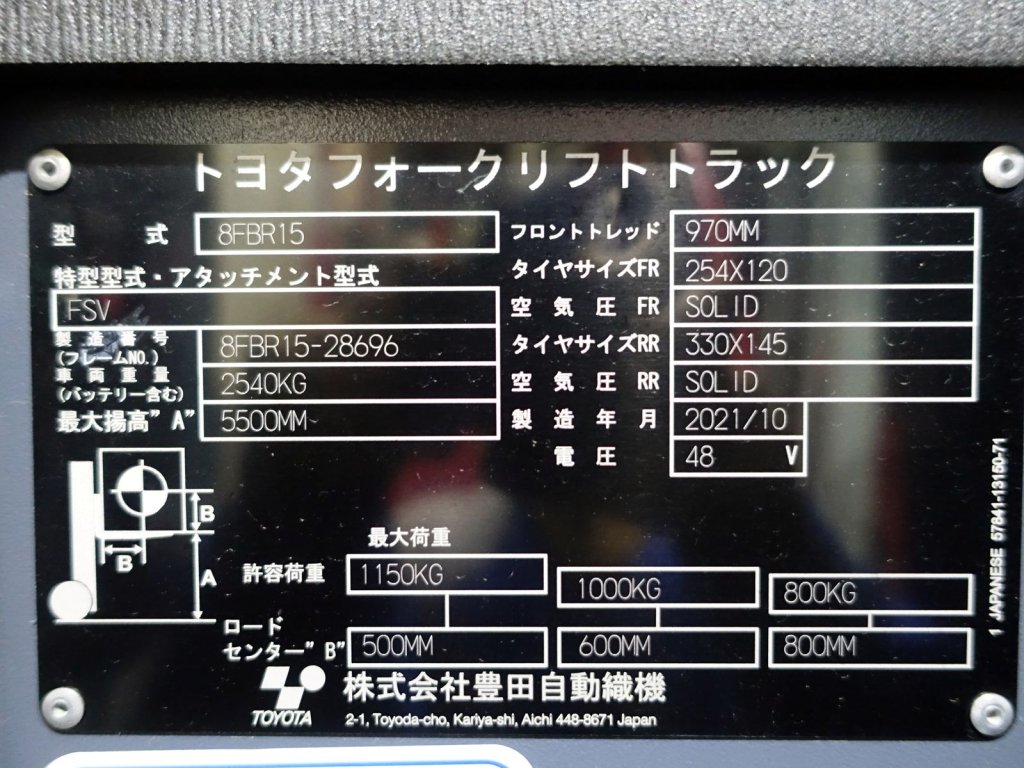 トヨタフォークリフトトラック
型 式 8FBR15
特型型式・アタッチメント型式
FSV
製造番号
(フレームNO.) 8FBR15-28696
車両重量
(バッテリー含む) 2540KG
最大揚高"A" 5500MM
フロントトレッド 970MM
タイヤサイズFR 254X120
空気圧 FR SOLID
タイヤサイズRR 330X145
空気圧 RR SOLID
製造年月 2021/10
電圧 48 V
B
B
A
最大荷重
許容荷重 1150KG 1000KG 800KG
ロード
センター"B" 500MM 600MM 800MM
TOYOTA
株式会社豊田自動織機
2-1, Toyoda-cho, Kariya-shi, Aichi 448-8671 Japan
1 JAPANESE 57841-13160-71